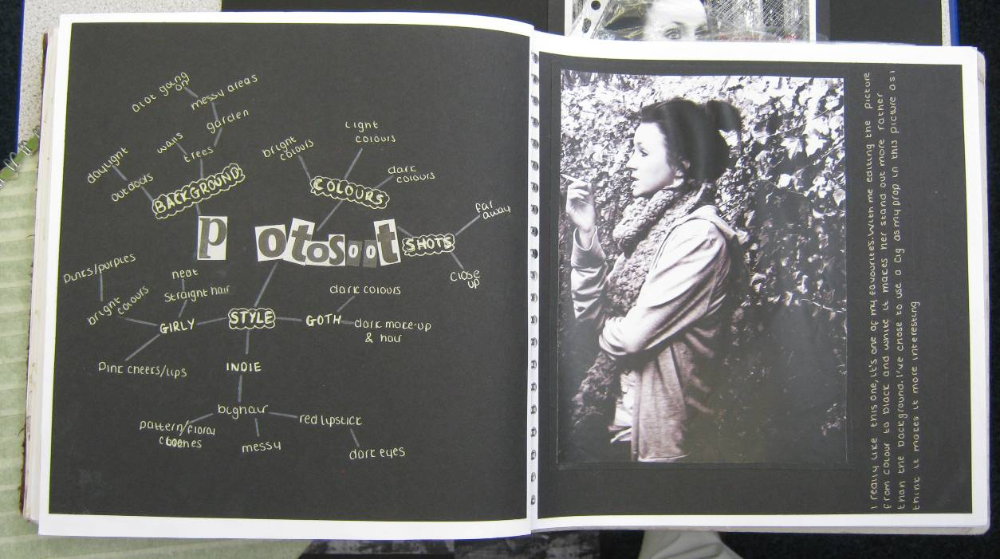 alot going
on
messy areas
garden
walls
trees
daylight
outdoors
BACKGROUND
bright
colours
Light
colours
dark
colours
COLOURS
p otosoot
SHOTS
far
away
close
up
STYLE
GIRLY
neat
straight hair
bright colours
pinks/purples
pink cheeks/lips
GOTH
dark colours
dark make-up
& hair
INDIE
big hair
pattern/floray
messy
red lipstick
dark eyes
I really like this one, it's one of my favourites. With me editing the picture
from colour to black and white it makes her stand out more rather
than the background. I've chose to use a cig as my prop in this picture as i
think it makes it more interesting